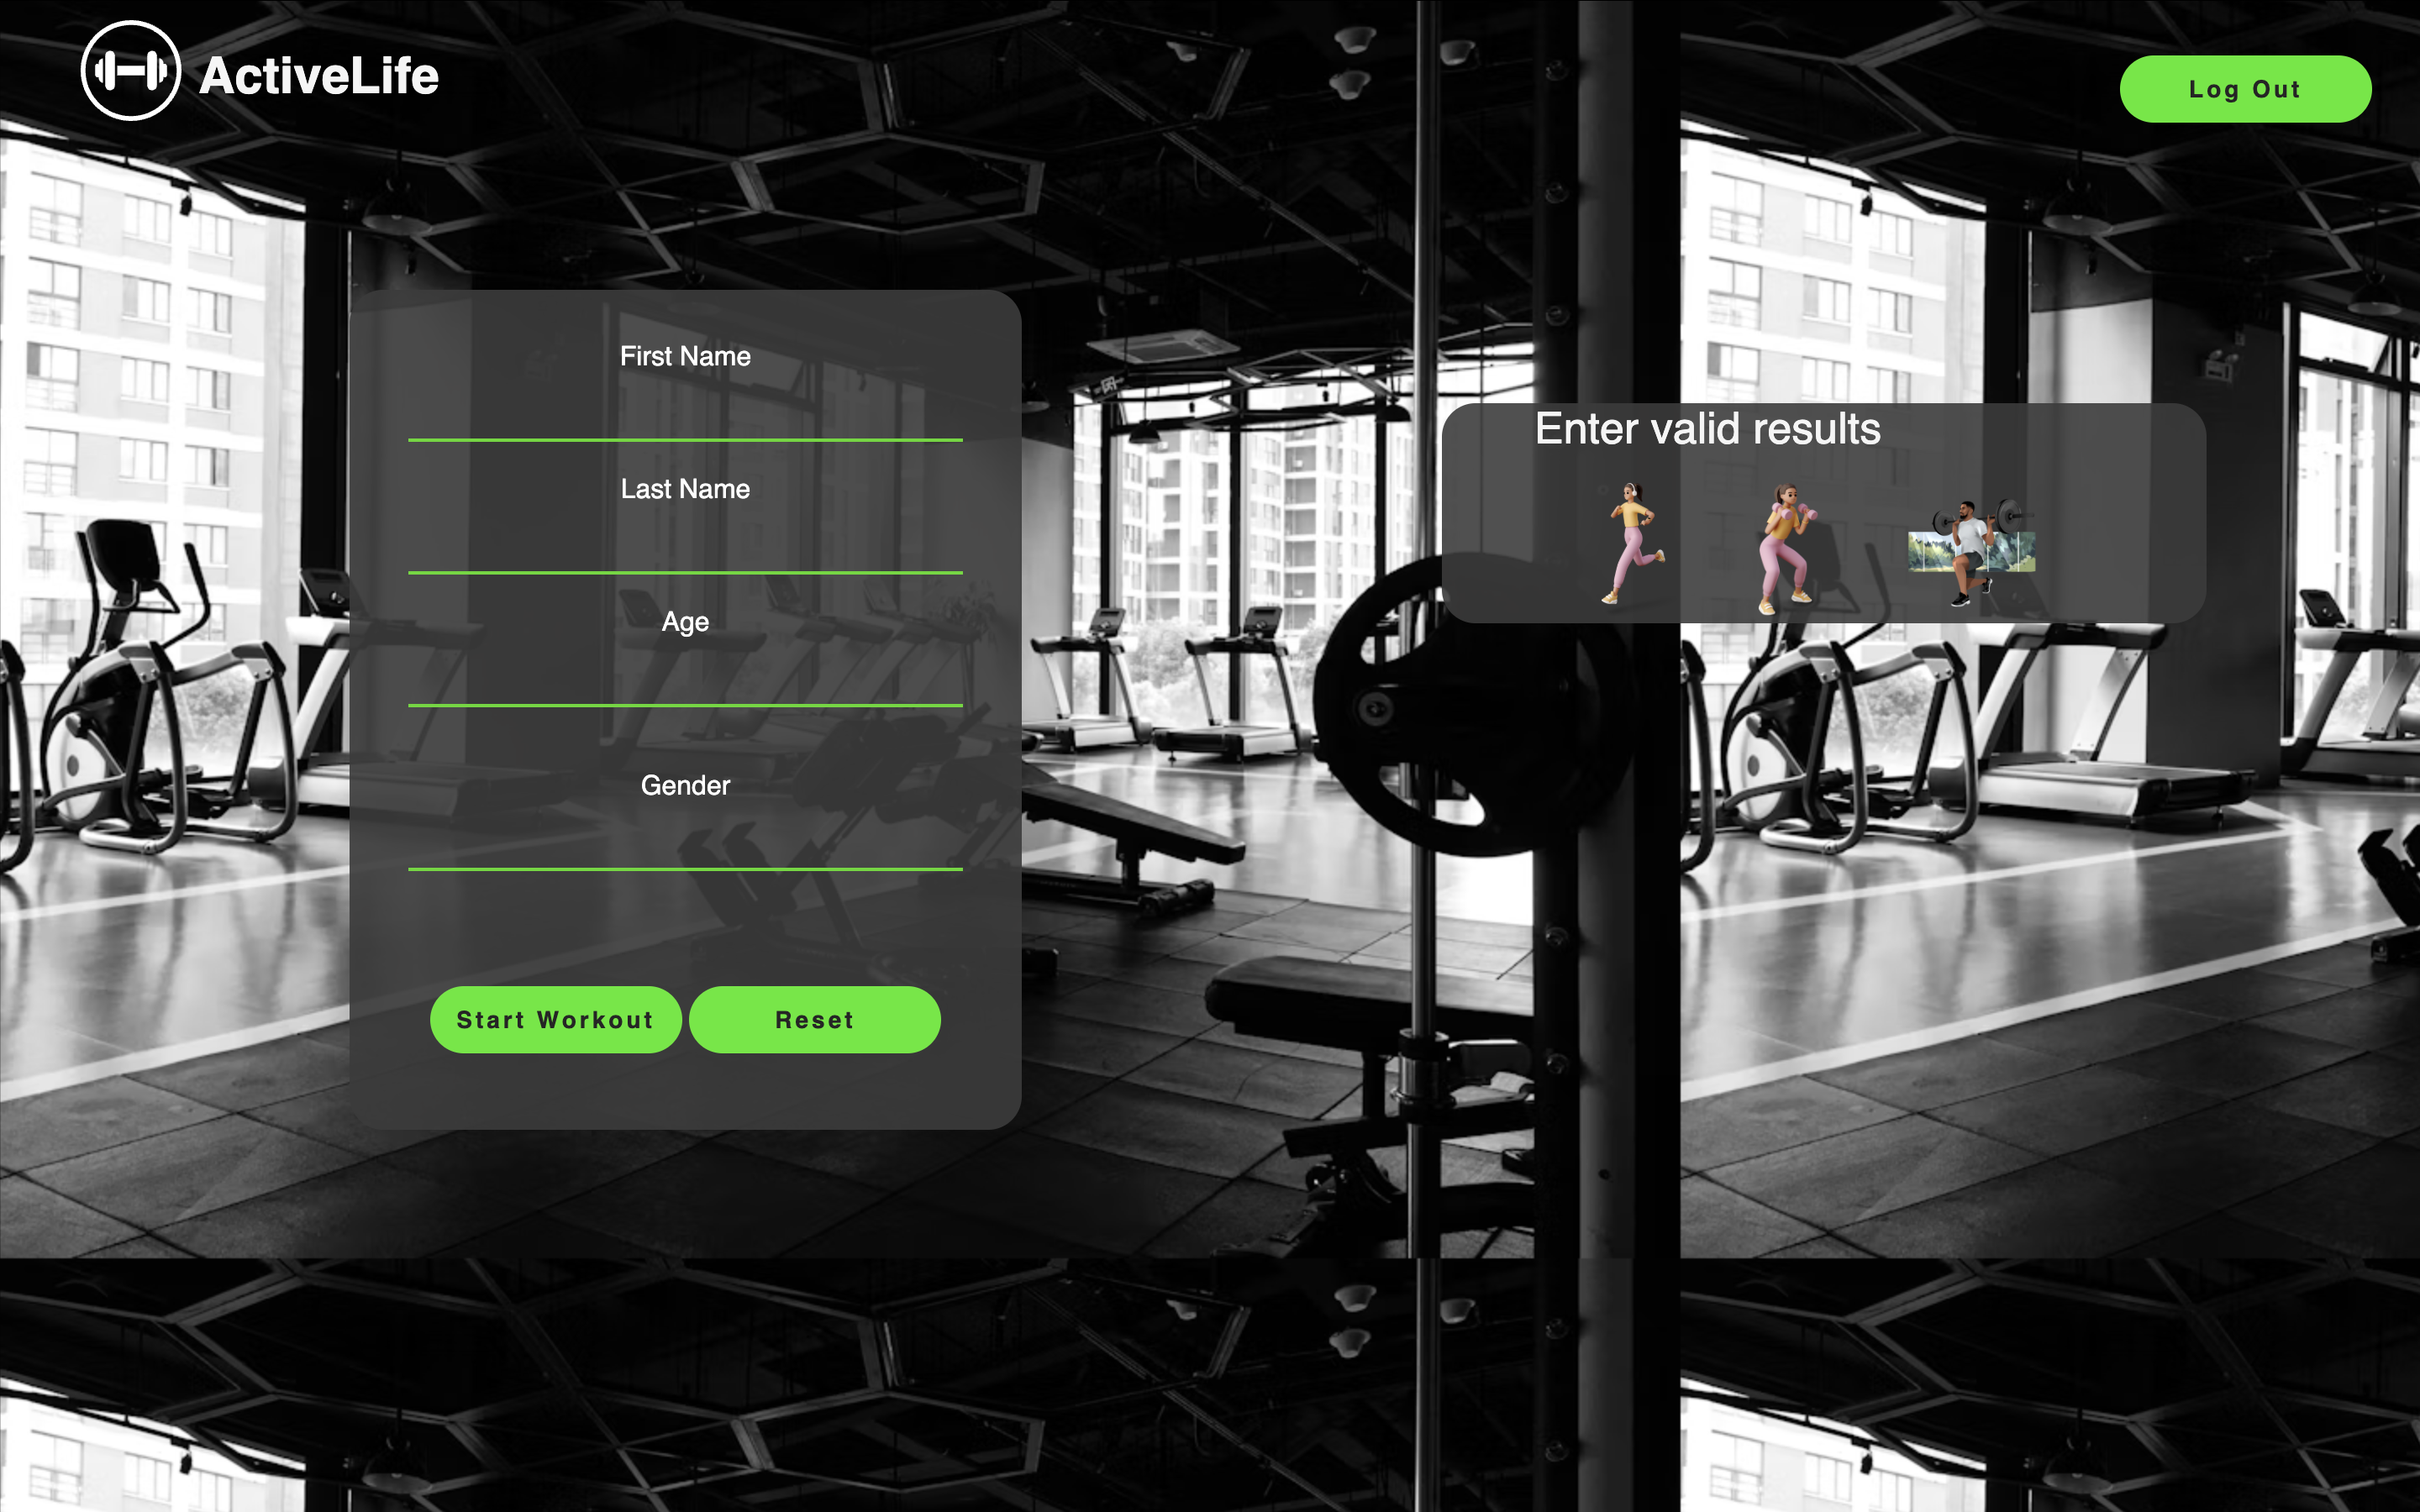 ActiveLife
Log Out
First Name
Last Name
Age
Gender
Start Workout
Reset
Enter valid results